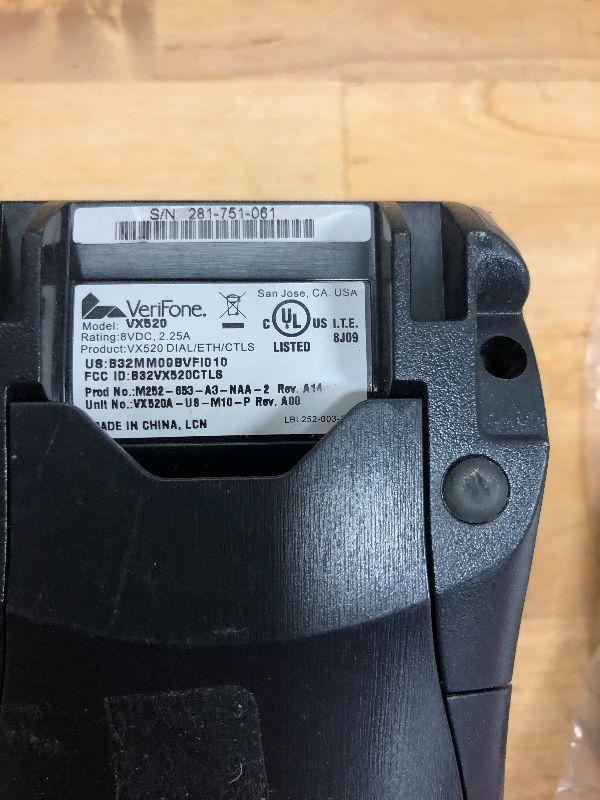 S/N: 281-751-061
VeriFone.
San Jose, CA. USA
Model: VX520
Rating:8VDC, 2.25A
Product:VX520 DIAL/ETH/CTLS
C UL US I.T.E.
LISTED 8J09
US:B32MM00BVFI010
FCC ID:B32VX520CTLS
Prod No.:M252-653-A3-NAA-2 Rev. A14
Unit No.:VX520A-U8-M10-P Rev. A00
MADE IN CHINA, LCN